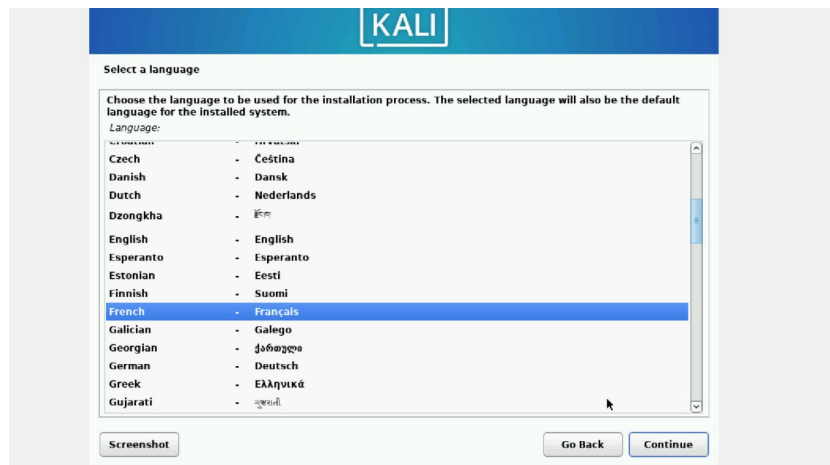 KALI
Select a language
Choose the language to be used for the installation process. The selected language will also be the default
language for the installed system.
Language:
Croatian - Hrvatski
Czech - Čeština
Danish - Dansk
Dutch - Nederlands
Dzongkha - རྫོང་ཁ།
English - English
Esperanto - Esperanto
Estonian - Eesti
Finnish - Suomi
French - Français
Galician - Galego
Georgian - ქართული
German - Deutsch
Greek - Ελληνικά
Gujarati - ગુજરાતી
Screenshot
Go Back
Continue